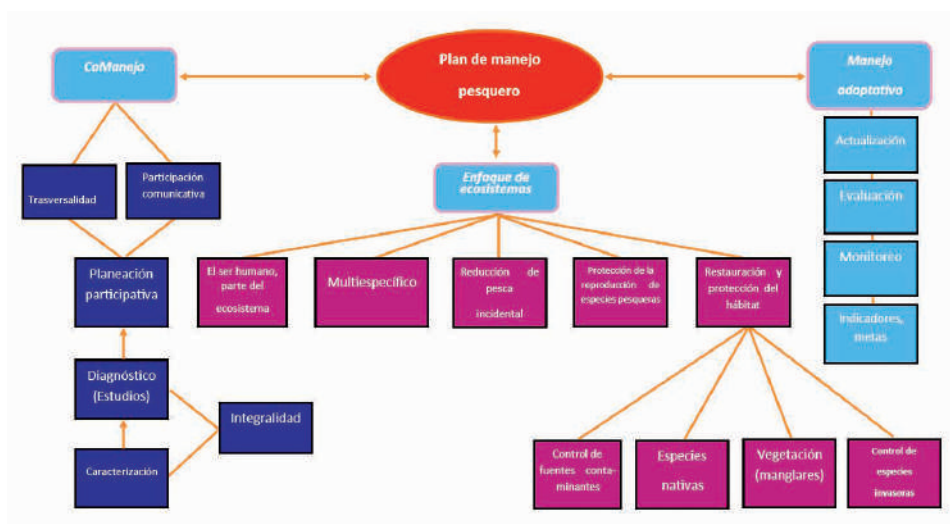 Plan de manejo
pesquero
CoManejo
Manejo
adaptativo
Enfoque de
ecosistemas
Trasversalidad
Participación
comunicativa
Planeación
participativa
Diagnóstico
(Estudios)
Integralidad
Caracterización
El ser humano,
parte del
ecosistema
Multiespecífico
Reducción de
pesca
incidental
Protección de la
reproducción de
especies pesqueras
Restauración y
protección del
hábitat
Control de
fuentes conta-
minantes
Especies
nativas
Vegetación
(manglares)
Control de
especies
invasoras
Actualización
Evaluación
Monitoreo
Indicadores,
metas